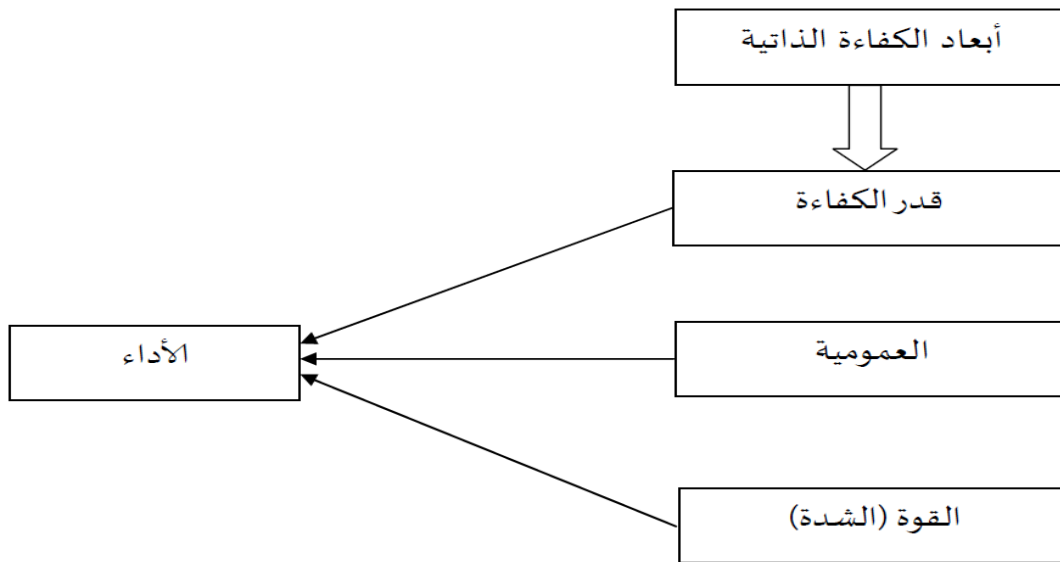 أبعاد الكفاءة الذاتية
قدر الكفاءة
العمومية
الأداء
القوة (الشدة)